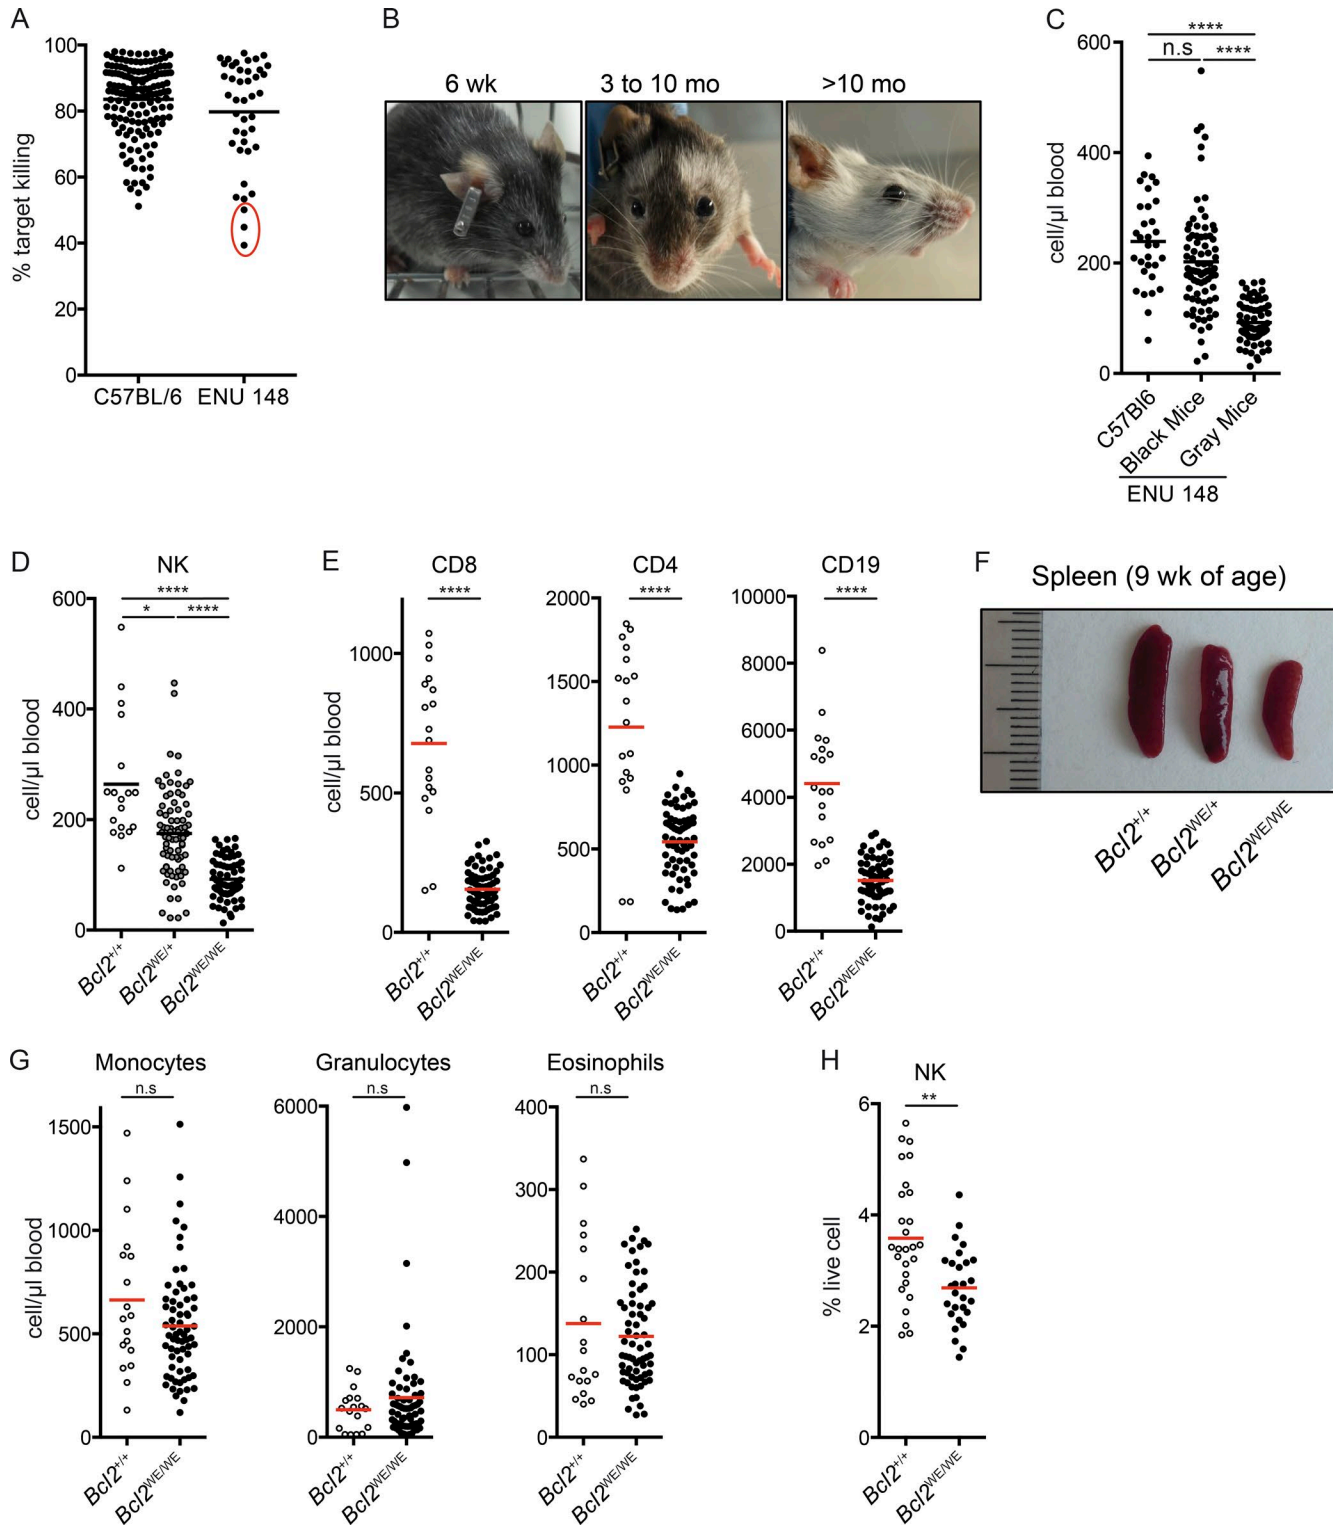 A
100
80
60
40
20
0
% target killing
C57BL/6 ENU 148
B
6 wk 3 to 10 mo >10 mo
C
****
n.s ****
600
400
200
0
cell/µl blood
C57Bl6
Black Mice
Gray Mice
ENU 148
D
NK
****
* ****
600
400
200
0
cell/µl blood
Bcl2+/+
Bcl2WE/+
Bcl2WE/WE
E
CD8
****
1000
500
0
cell/µl blood
Bcl2+/+
Bcl2WE/WE
CD4
****
2000
1500
1000
500
0
Bcl2+/+
Bcl2WE/WE
CD19
****
10000
8000
6000
4000
2000
0
Bcl2+/+
Bcl2WE/WE
F
Spleen (9 wk of age)
Bcl2+/+
Bcl2WE/+
Bcl2WE/WE
G
Monocytes
n.s
1500
1000
500
0
cell/µl blood
Bcl2+/+
Bcl2WE/WE
Granulocytes
n.s
6000
4000
2000
0
Bcl2+/+
Bcl2WE/WE
Eosinophils
n.s
400
300
200
100
0
Bcl2+/+
Bcl2WE/WE
H
NK
**
6
4
2
0
% live cell
Bcl2+/+
Bcl2WE/WE